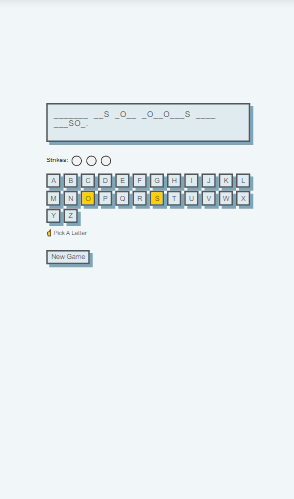 _______ __S _O__ _O__O___S ____
___SO_.
Strikes:
A B C D E F G H I J K L
M N O P Q R S T U V W X
Y Z
☝ Pick A Letter
New Game